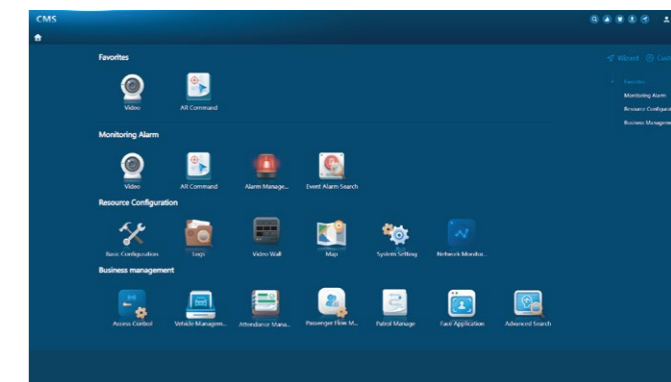 CMS
Favorites
Wizard
Video
AR Command
Favorites
Monitoring Alarm
Resource Configurat
Business Managemen
Monitoring Alarm
Video
AR Command
Alarm Manage...
Event Alarm Search
Resource Configuration
Basic Configuration
Logs
Video Wall
Map
System Setting
Network Monitor...
Business management
Access Control
Vehicle Managem...
Attendance Mana...
Passenger Flow M...
Patrol Manage
Face Application
Advanced Search